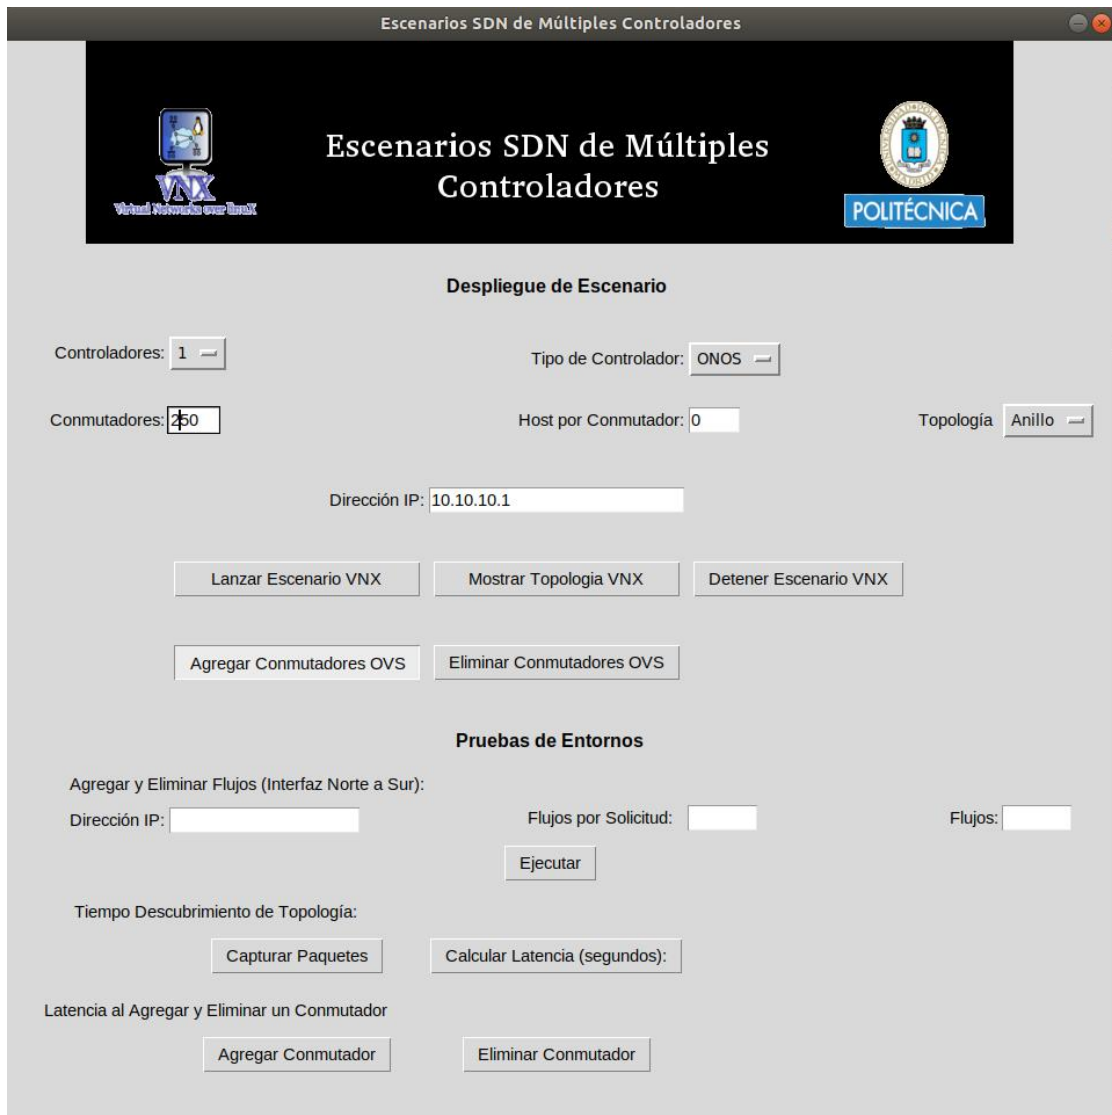 Escenarios SDN de Múltiples Controladores
Escenarios SDN de Múltiples
Controladores
VNX
Virtual Networks over linuX
POLITÉCNICA
Despliegue de Escenario
Controladores: 1
Tipo de Controlador: ONOS
Conmutadores: 250
Host por Conmutador: 0
Topología Anillo
Dirección IP: 10.10.10.1
Lanzar Escenario VNX
Mostrar Topologia VNX
Detener Escenario VNX
Agregar Conmutadores OVS
Eliminar Conmutadores OVS
Pruebas de Entornos
Agregar y Eliminar Flujos (Interfaz Norte a Sur):
Dirección IP:
Flujos por Solicitud:
Flujos:
Ejecutar
Tiempo Descubrimiento de Topología:
Capturar Paquetes
Calcular Latencia (segundos):
Latencia al Agregar y Eliminar un Conmutador
Agregar Conmutador
Eliminar Conmutador